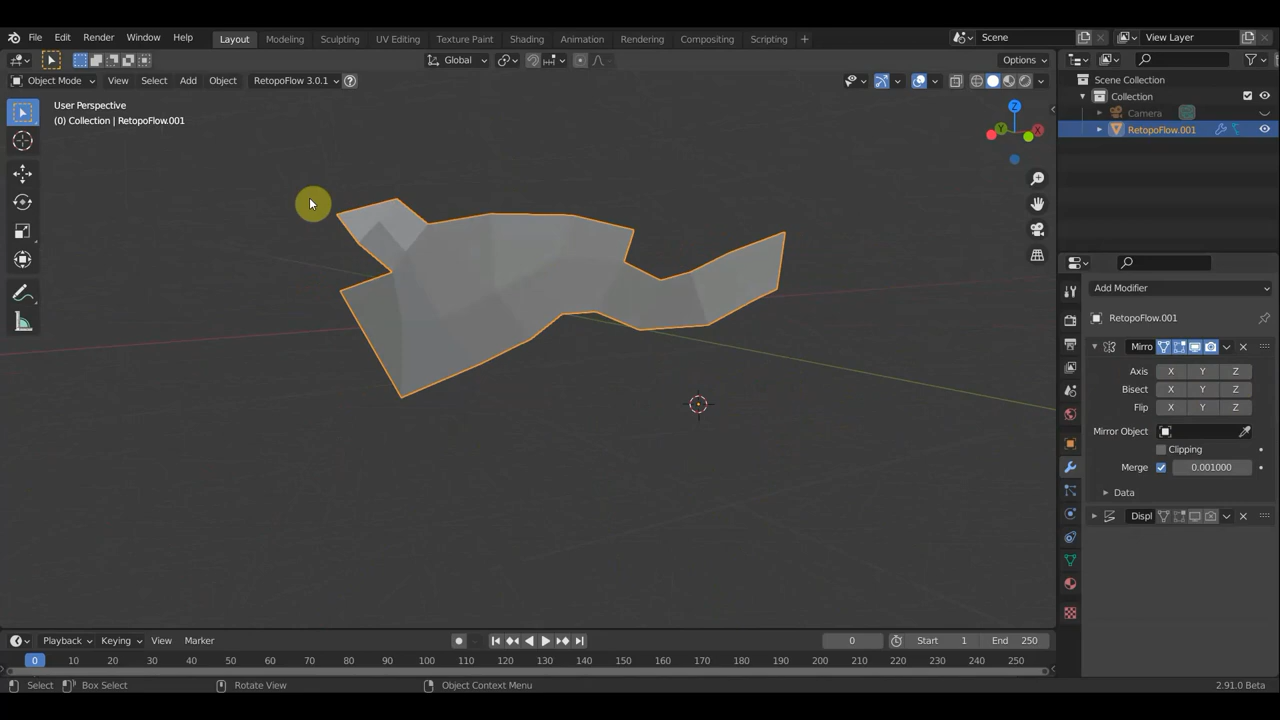 File Edit Render Window Help Layout Modeling Sculpting UV Editing Texture Paint Shading Animation Rendering Compositing Scripting + Scene View Layer
Global Options
Object Mode View Select Add Object RetopoFlow 3.0.1 ?
User Perspective
(0) Collection | RetopoFlow.001
Z
Y X
Scene Collection
Collection
Camera
RetopoFlow.001
Add Modifier
RetopoFlow.001
Mirro
Axis X Y Z
Bisect X Y Z
Flip X Y Z
Mirror Object
Clipping
Merge 0.001000
Data
Displ
Playback Keying View Marker 0 Start 1 End 250
0 10 20 30 40 50 60 70 80 90 100 110 120 130 140 150 160 170 180 190 200 210 220 230 240 250
Select Box Select Rotate View Object Context Menu 2.91.0 Beta